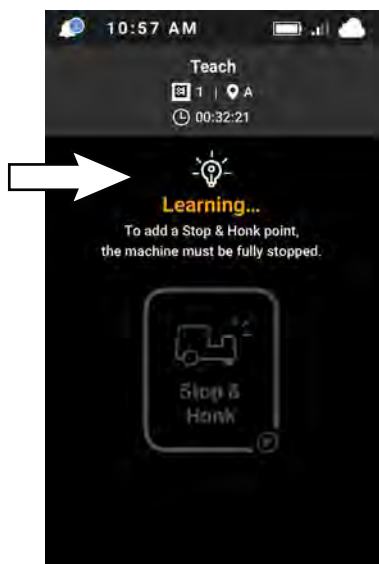 10:57 AM
Teach
1 | A
00:32:21
Learning...
To add a Stop & Honk point,
the machine must be fully stopped.
Stop &
Honk